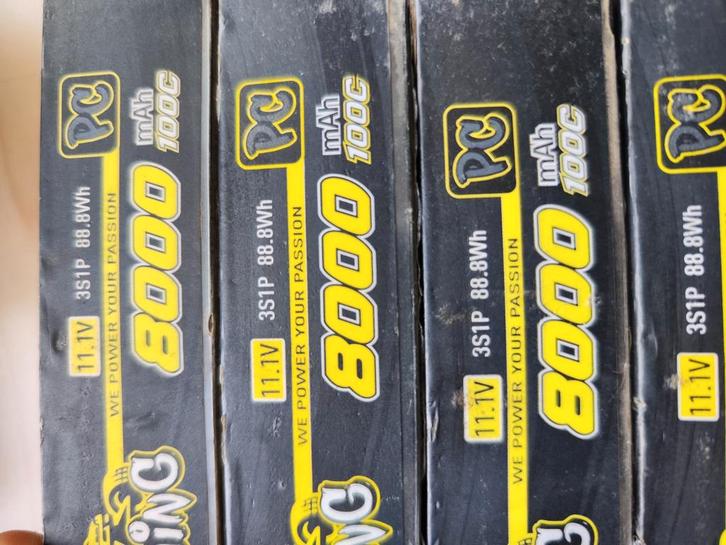 PC
mAh
100C
8000
11.1V 3S1P 88.8Wh
WE POWER YOUR PASSION
ING
PC
mAh
100C
8000
11.1V 3S1P 88.8Wh
WE POWER YOUR PASSION
NG
PC
mAh
100C
8000
11.1V 3S1P 88.8Wh
WE POWER YOUR PASSION
PC
11.1V 3S1P 88.8Wh